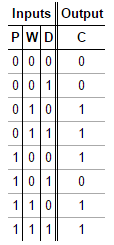 Inputs Output
P W D C
0 0 0 0
0 0 1 0
0 1 0 1
0 1 1 1
1 0 0 1
1 0 1 0
1 1 0 1
1 1 1 1